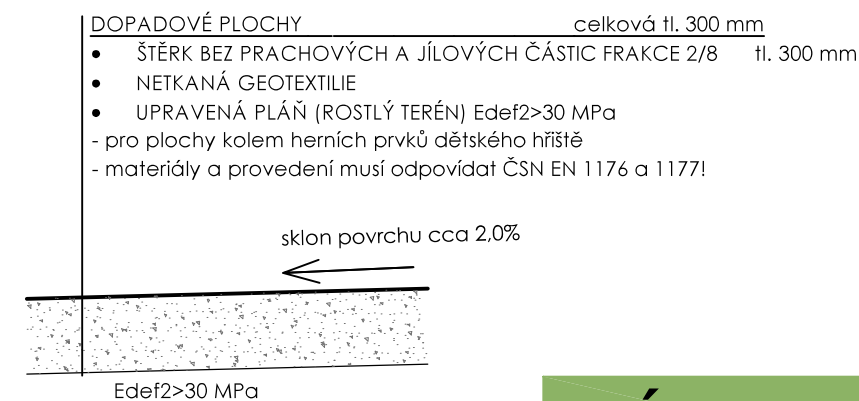 DOPADOVÉ PLOCHY celková tl. 300 mm
• ŠTĚRK BEZ PRACHOVÝCH A JÍLOVÝCH ČÁSTIC FRAKCE 2/8 tl. 300 mm
• NETKANÁ GEOTEXTILIE
• UPRAVENÁ PLÁŇ (ROSTLÝ TERÉN) Edef2>30 MPa
- pro plochy kolem herních prvků dětského hřiště
- materiály a provedení musí odpovídat ČSN EN 1176 a 1177!
sklon povrchu cca 2,0%
Edef2>30 MPa